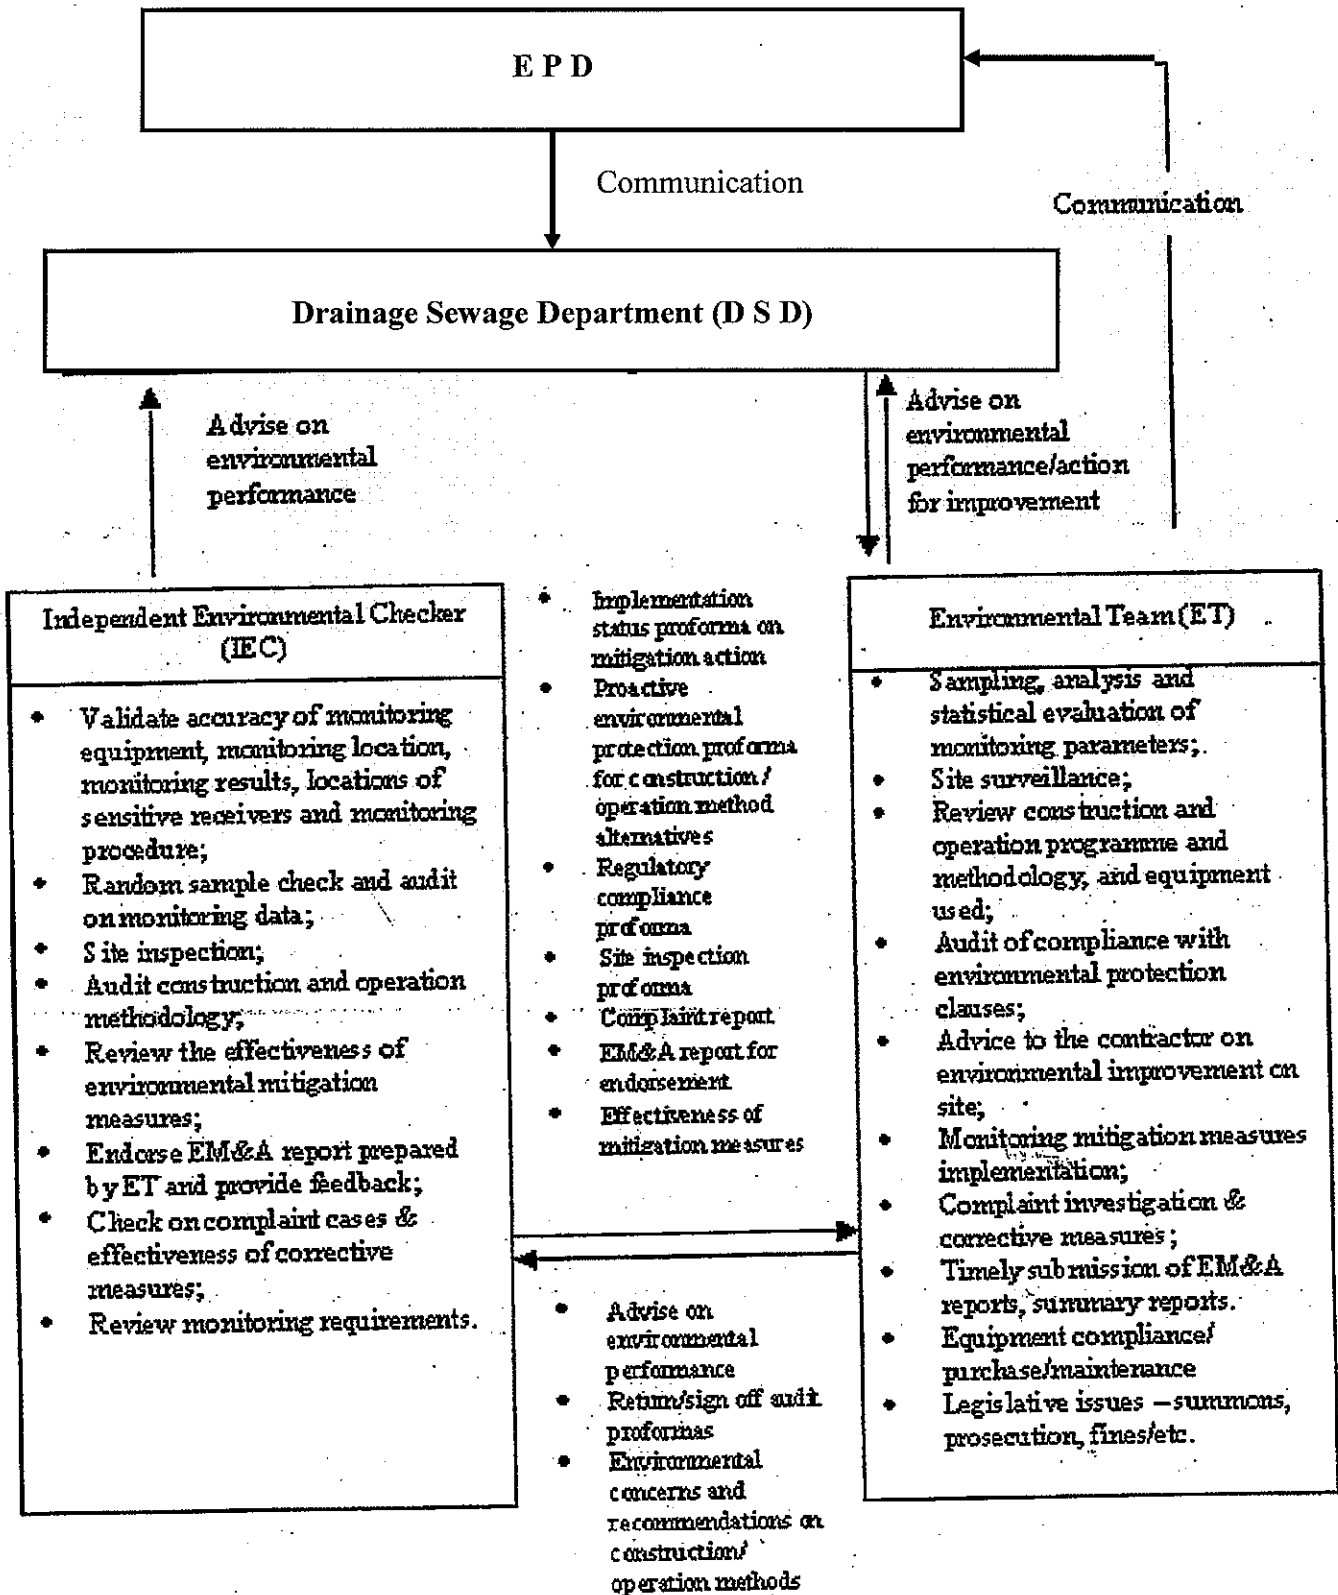 E P D
Communication
Communication
Drainage Sewage Department (D S D)
Advise on
environmental
performance
Advise on
environmental
performance/action
for improvement
Independent Environmental Checker
(IEC)
• Validate accuracy of monitoring
equipment, monitoring location,
monitoring results, locations of
sensitive receivers and monitoring
procedure;
• Random sample check and audit
on monitoring data;
• Site inspection;
• Audit construction and operation
methodology;
• Review the effectiveness of
environmental mitigation
measures;
• Endorse EM&A report prepared
by ET and provide feedback;
• Check on complaint cases &
effectiveness of corrective
measures;
• Review monitoring requirements.
• Implementation
status proforma on
mitigation action
• Proactive
environmental
protection proforma
for construction/
operation method
alternatives
• Regulatory
compliance
proforma
• Site inspection
proforma
• Complaint report
• EM&A report for
endorsement
• Effectiveness of
mitigation measures
• Advise on
environmental
performance
• Return/sign off audit
proformas
• Environmental
concerns and
recommendations on
construction/
operation methods
Environmental Team (ET)
• Sampling, analysis and
statistical evaluation of
monitoring parameters;
• Site surveillance;
• Review construction and
operation programme and
methodology, and equipment
used;
• Audit of compliance with
environmental protection
clauses;
• Advice to the contractor on
environmental improvement on
site;
• Monitoring mitigation measures
implementation;
• Complaint investigation &
corrective measures;
• Timely submission of EM&A
reports, summary reports.
• Equipment compliance/
purchase/maintenance
• Legislative issues – summons,
prosecution, fines/etc.